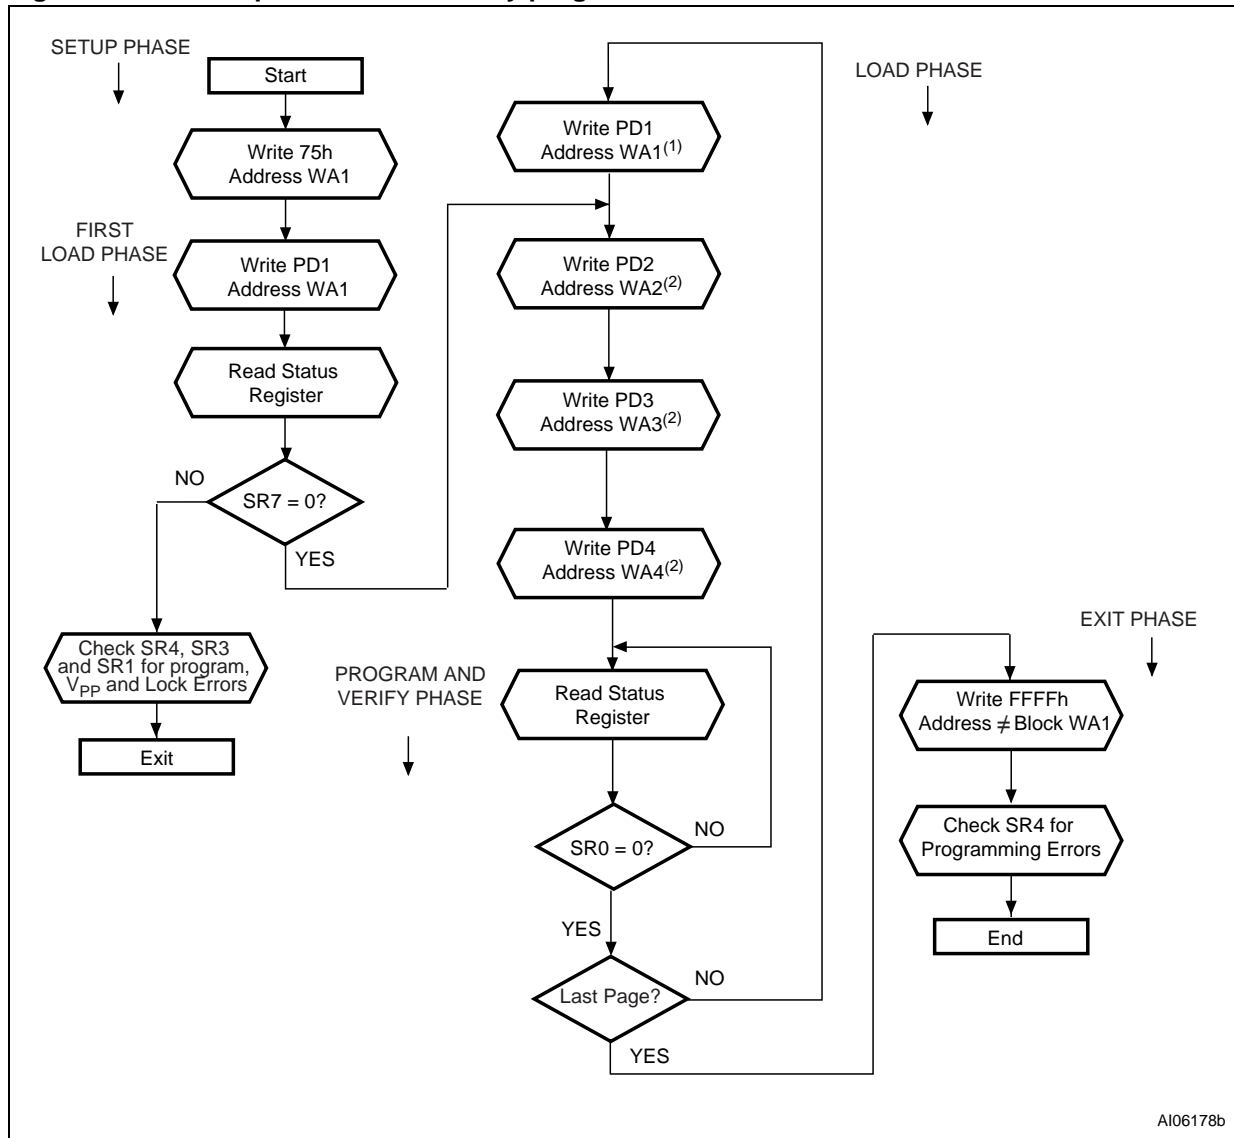 SETUP PHASE
Start
Write 75h
Address WA1
FIRST
LOAD PHASE
Write PD1
Address WA1
Read Status
Register
NO
SR7 = 0?
YES
Check SR4, SR3
and SR1 for program,
VPP and Lock Errors
Exit
LOAD PHASE
Write PD1
Address WA1(1)
Write PD2
Address WA2(2)
Write PD3
Address WA3(2)
Write PD4
Address WA4(2)
PROGRAM AND
VERIFY PHASE
Read Status
Register
NO
SR0 = 0?
YES
NO
Last Page?
YES
EXIT PHASE
Write FFFFh
Address ≠ Block WA1
Check SR4 for
Programming Errors
End
AI06178b